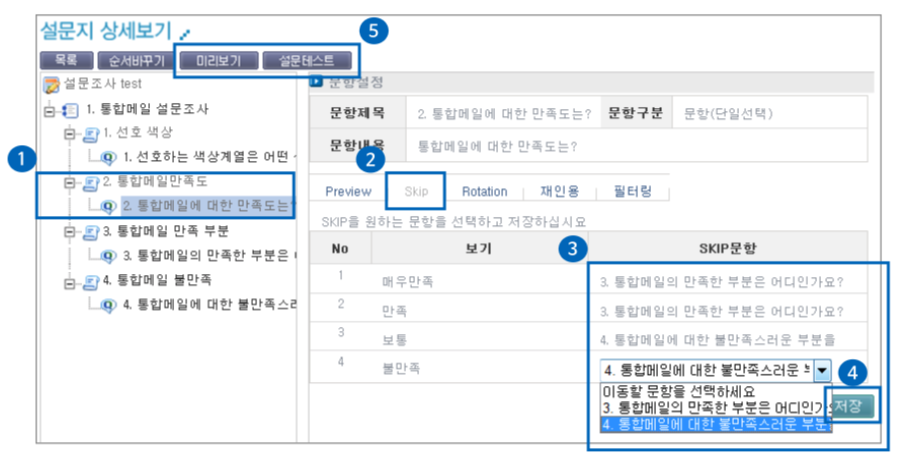 설문지 상세보기
5
목록 순서바꾸기 미리보기 설문테스트
설문조사 test
1. 통합메일 설문조사
1. 선호 색상
1. 선호하는 색상계열은 어떤
1
2. 통합메일만족도
2. 통합메일에 대한 만족도는?
3. 통합메일 만족 부분
3. 통합메일의 만족한 부분은
4. 통합메일 불만족
4. 통합메일에 대한 불만족스러
문항설정
문항제목 2. 통합메일에 대한 만족도는? 문항구분 문항(단일선택)
문항내용 통합메일에 대한 만족도는?
2
Preview Skip Rotation 재인용 필터링
SKIP을 원하는 문항을 선택하고 저장하십시요
No 보기 3 SKIP문항
1 매우만족 3. 통합메일의 만족한 부분은 어디인가요?
2 만족 3. 통합메일의 만족한 부분은 어디인가요?
3 보통 4. 통합메일에 대한 불만족스러운 부분을
4 불만족 4. 통합메일에 대한 불만족스러운
4
이동할 문항을 선택하세요
3. 통합메일의 만족한 부분은 어디인가
저장
4. 통합메일에 대한 불만족스러운 부분